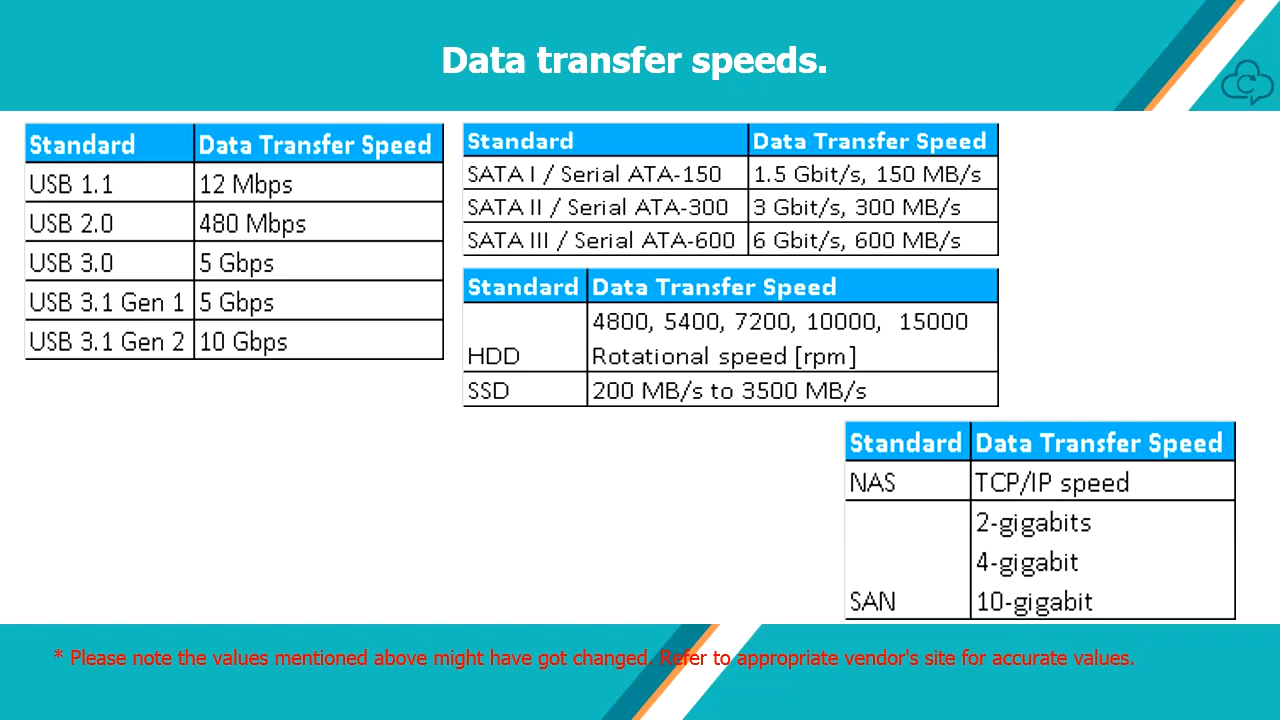 Data transfer speeds.
Standard Data Transfer Speed
USB 1.1 12 Mbps
USB 2.0 480 Mbps
USB 3.0 5 Gbps
USB 3.1 Gen 1 5 Gbps
USB 3.1 Gen 2 10 Gbps
Standard Data Transfer Speed
SATA I / Serial ATA-150 1.5 Gbit/s, 150 MB/s
SATA II / Serial ATA-300 3 Gbit/s, 300 MB/s
SATA III / Serial ATA-600 6 Gbit/s, 600 MB/s
Standard Data Transfer Speed
4800, 5400, 7200, 10000, 15000
HDD Rotational speed [rpm]
SSD 200 MB/s to 3500 MB/s
Standard Data Transfer Speed
NAS TCP/IP speed
2-gigabits
4-gigabit
SAN 10-gigabit
* Please note the values mentioned above might have got changed. Refer to appropriate vendor's site for accurate values.